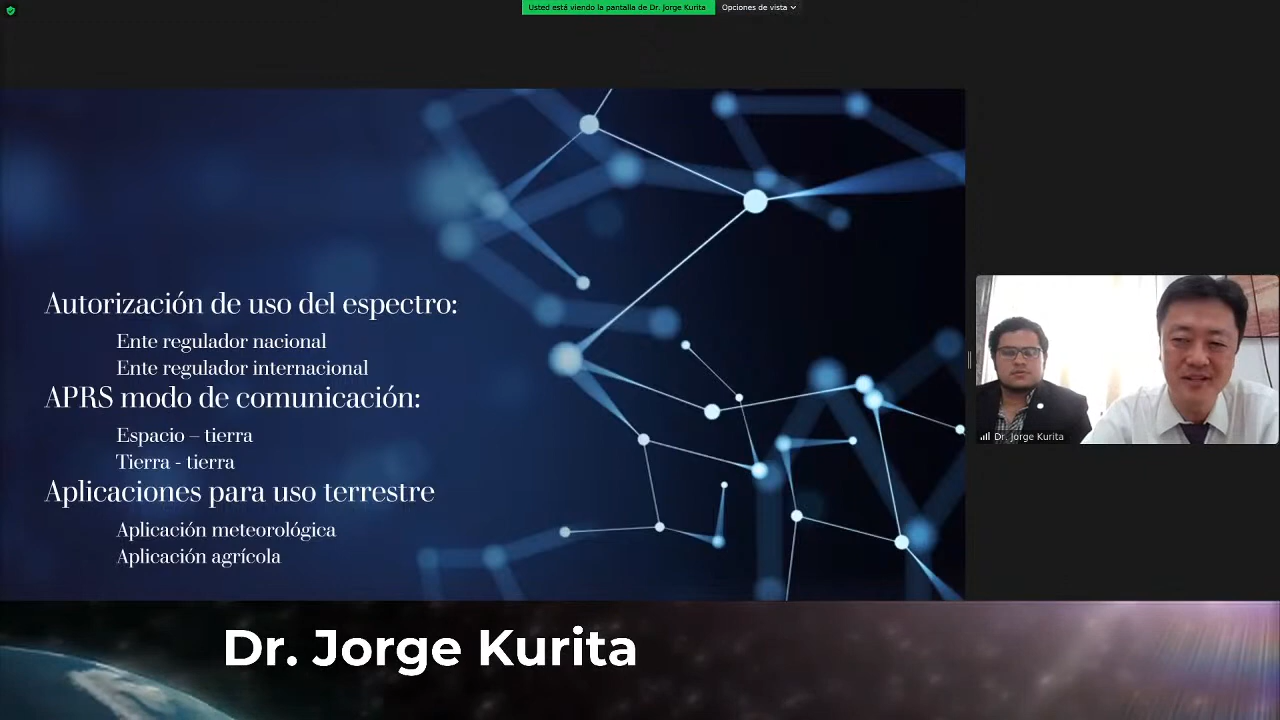 Usted está viendo la pantalla de Dr. Jorge Kurita
Opciones de vista
Autorización de uso del espectro:
Ente regulador nacional
Ente regulador internacional
APRS modo de comunicación:
Espacio – tierra
Tierra - tierra
Aplicaciones para uso terrestre
Aplicación meteorológica
Aplicación agrícola
Dr. Jorge Kurita
Dr. Jorge Kurita